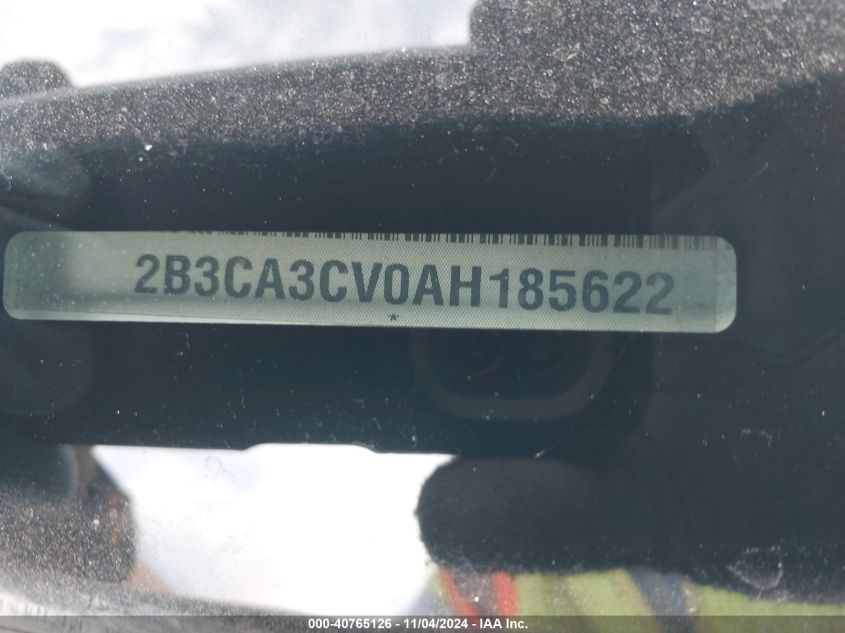 2B3CA3CV0AH185622
*
000-40765126 - 11/04/2024 - IAA Inc.